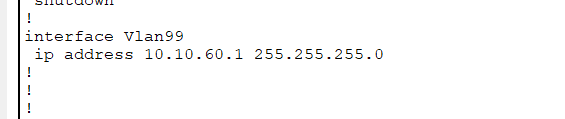 shutdown
!
interface Vlan99
ip address 10.10.60.1 255.255.255.0
!
!
!